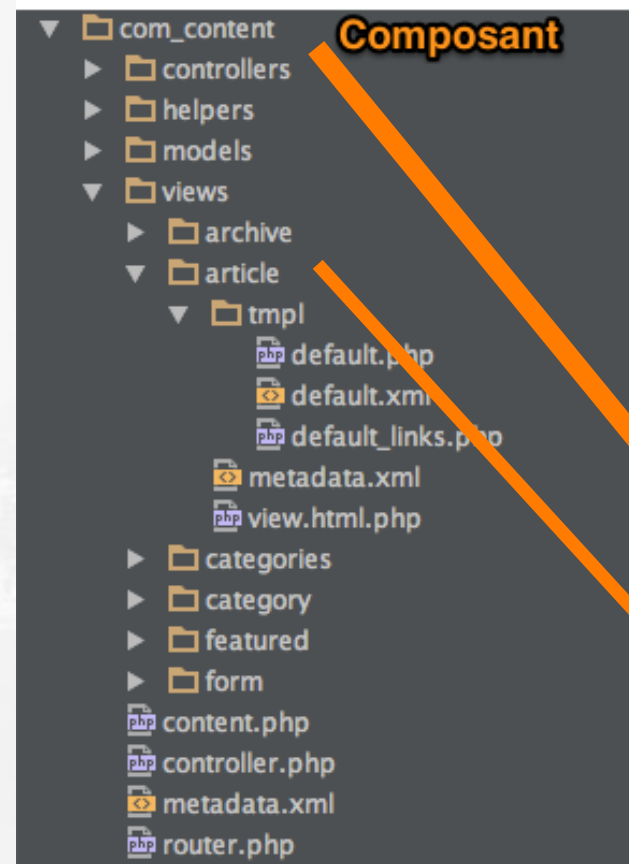 com_content Composant
controllers
helpers
models
views
archive
article
tmpl
default.php
default.xml
default_links.php
metadata.xml
view.html.php
categories
category
featured
form
content.php
controller.php
metadata.xml
router.php